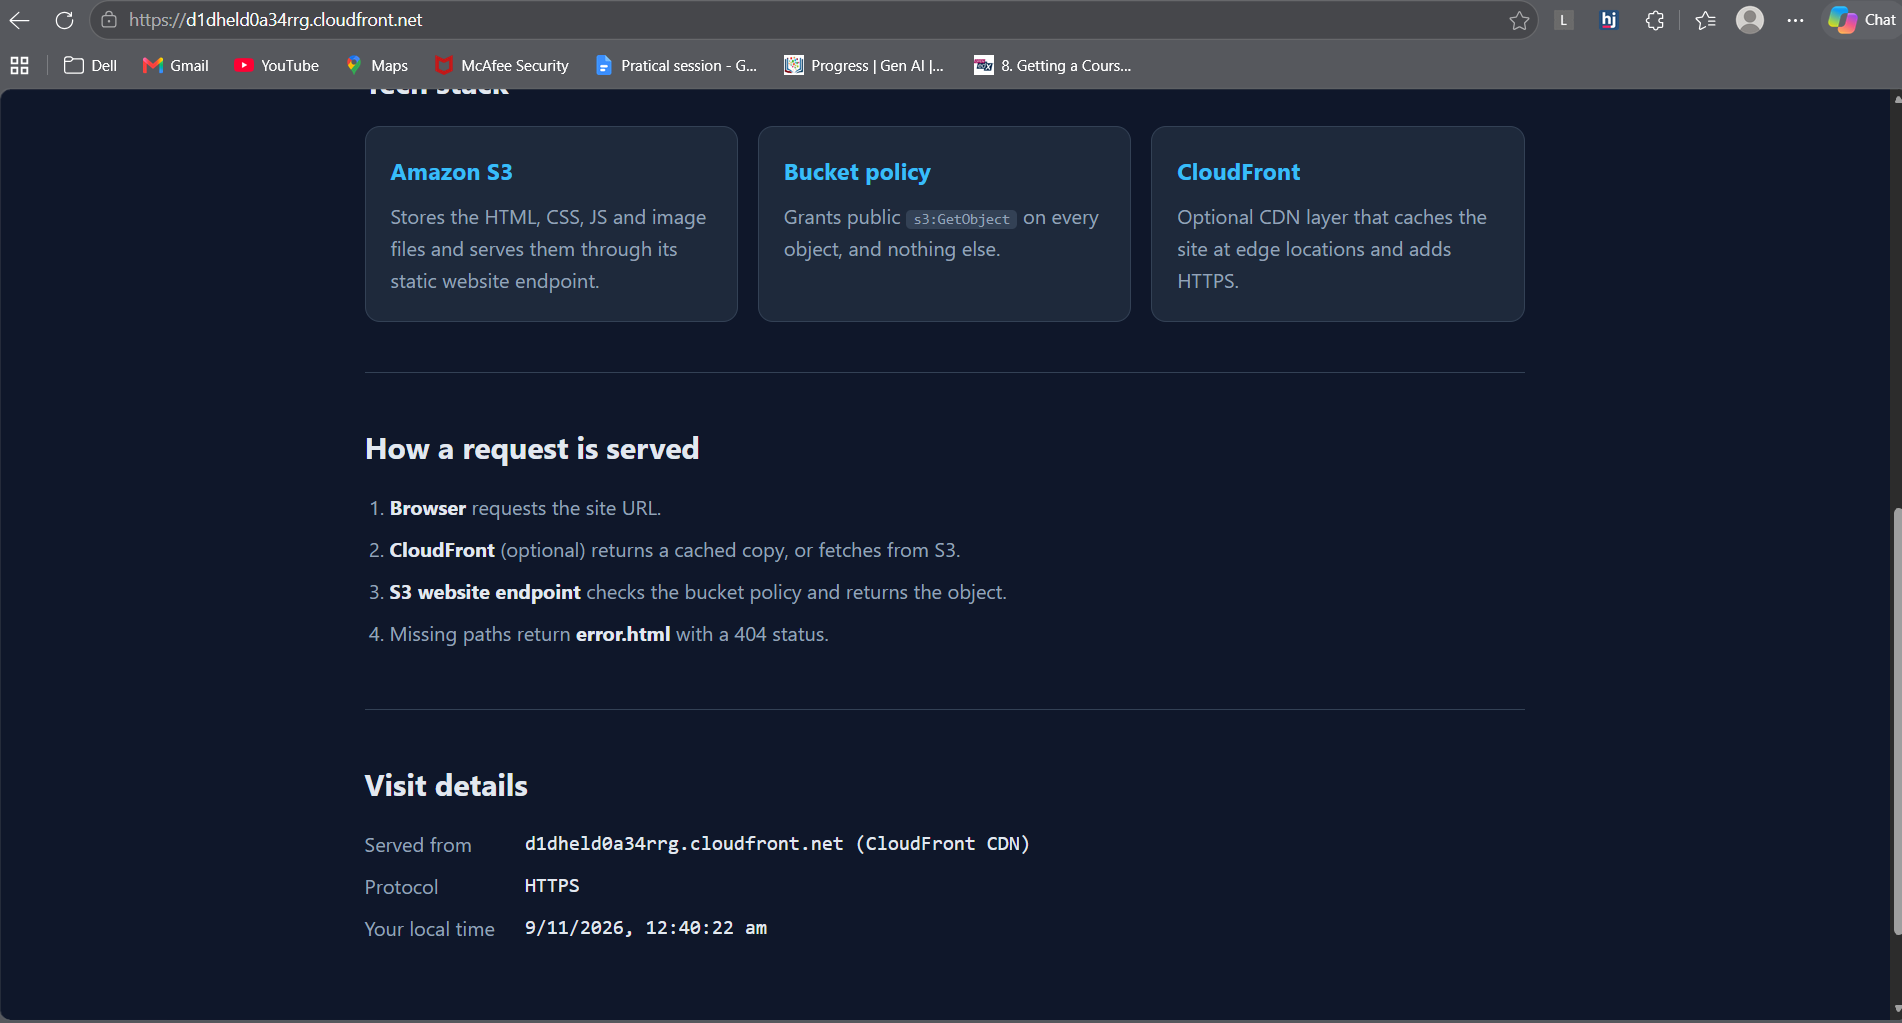 https://d1dheld0a34rrg.cloudfront.net
L
hj
Chat
Dell
Gmail
YouTube
Maps
McAfee Security
Pratical session - G...
Progress | Gen AI |...
8. Getting a Cours...
Tech stack
Amazon S3
Stores the HTML, CSS, JS and image
files and serves them through its
static website endpoint.
Bucket policy
Grants public s3:GetObject on every
object, and nothing else.
CloudFront
Optional CDN layer that caches the
site at edge locations and adds
HTTPS.
How a request is served
1. Browser requests the site URL.
2. CloudFront (optional) returns a cached copy, or fetches from S3.
3. S3 website endpoint checks the bucket policy and returns the object.
4. Missing paths return error.html with a 404 status.
Visit details
Served from d1dheld0a34rrg.cloudfront.net (CloudFront CDN)
Protocol HTTPS
Your local time 9/11/2026, 12:40:22 am